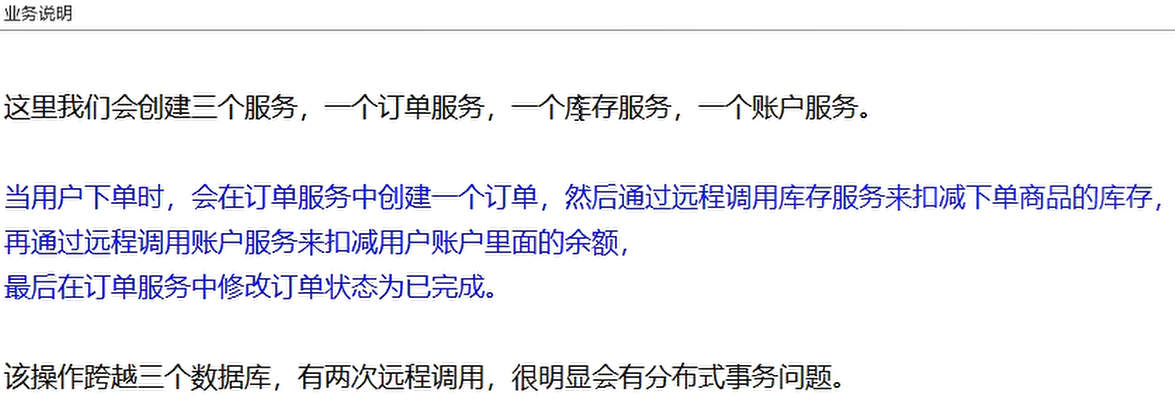 业务说明
这里我们会创建三个服务，一个订单服务，一个库存服务，一个账户服务。
当用户下单时，会在订单服务中创建一个订单，然后通过远程调用库存服务来扣减下单商品的库存，
再通过远程调用账户服务来扣减用户账户里面的余额，
最后在订单服务中修改订单状态为已完成。
该操作跨越三个数据库，有两次远程调用，很明显会有分布式事务问题。